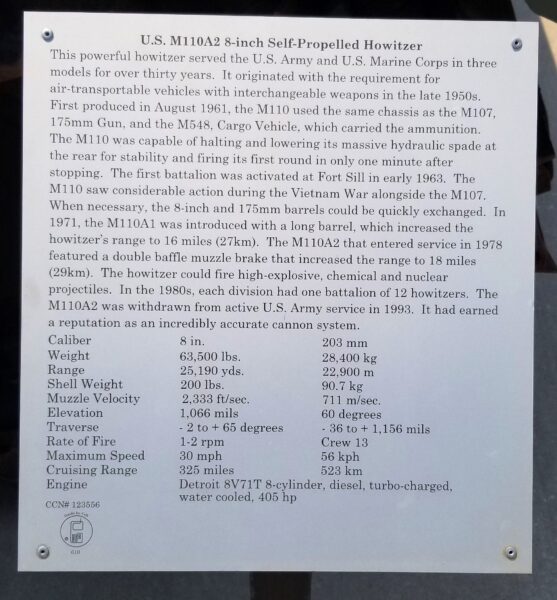 U.S. M110A2 8-inch Self-Propelled Howitzer
This powerful howitzer served the U.S. Army and U.S. Marine Corps in three
models for over thirty years. It originated with the requirement for
air-transportable vehicles with interchangeable weapons in the late 1950s.
First produced in August 1961, the M110 used the same chassis as the M107,
175mm Gun, and the M548, Cargo Vehicle, which carried the ammunition.
The M110 was capable of halting and lowering its massive hydraulic spade at
the rear for stability and firing its first round in only one minute after
stopping. The first battalion was activated at Fort Sill in early 1963. The
M110 saw considerable action during the Vietnam War alongside the M107.
When necessary, the 8-inch and 175mm barrels could be quickly exchanged. In
1971, the M110A1 was introduced with a long barrel, which increased the
howitzer's range to 16 miles (27km). The M110A2 that entered service in 1978
featured a double baffle muzzle brake that increased the range to 18 miles
(29km). The howitzer could fire high-explosive, chemical and nuclear
projectiles. In the 1980s, each division had one battalion of 12 howitzers. The
M110A2 was withdrawn from active U.S. Army service in 1993. It had earned
a reputation as an incredibly accurate cannon system.
Caliber 8 in. 203 mm
Weight 63,500 lbs. 28,400 kg
Range 25,190 yds. 22,900 m
Shell Weight 200 lbs. 90.7 kg
Muzzle Velocity 2,333 ft/sec. 711 m/sec.
Elevation 1,066 mils 60 degrees
Traverse - 2 to + 65 degrees - 36 to + 1,156 mils
Rate of Fire 1-2 rpm Crew 13
Maximum Speed 30 mph 56 kph
Cruising Range 325 miles 523 km
Engine Detroit 8V71T 8-cylinder, diesel, turbo-charged,
water cooled, 405 hp
CCN# 123556